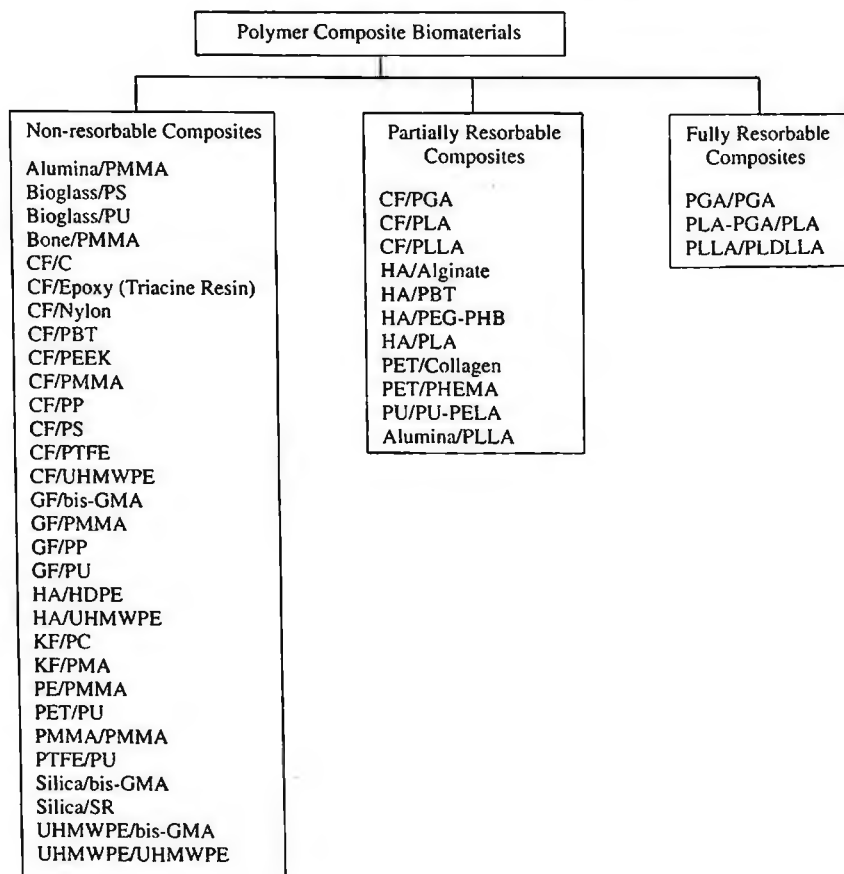 Polymer Composite Biomaterials
Non-resorbable Composites
Alumina/PMMA
Bioglass/PS
Bioglass/PU
Bone/PMMA
CF/C
CF/Epoxy (Triacine Resin)
CF/Nylon
CF/PBT
CF/PEEK
CF/PMMA
CF/PP
CF/PS
CF/PTFE
CF/UHMWPE
GF/bis-GMA
GF/PMMA
GF/PP
GF/PU
HA/HDPE
HA/UHMWPE
KF/PC
KF/PMA
PE/PMMA
PET/PU
PMMA/PMMA
PTFE/PU
Silica/bis-GMA
Silica/SR
UHMWPE/bis-GMA
UHMWPE/UHMWPE
Partially Resorbable
Composites
CF/PGA
CF/PLA
CF/PLLA
HA/Alginate
HA/PBT
HA/PEG-PHB
HA/PLA
PET/Collagen
PET/PHEMA
PU/PU-PELA
Alumina/PLLA
Fully Resorbable
Composites
PGA/PGA
PLA-PGA/PLA
PLLA/PLDLLA